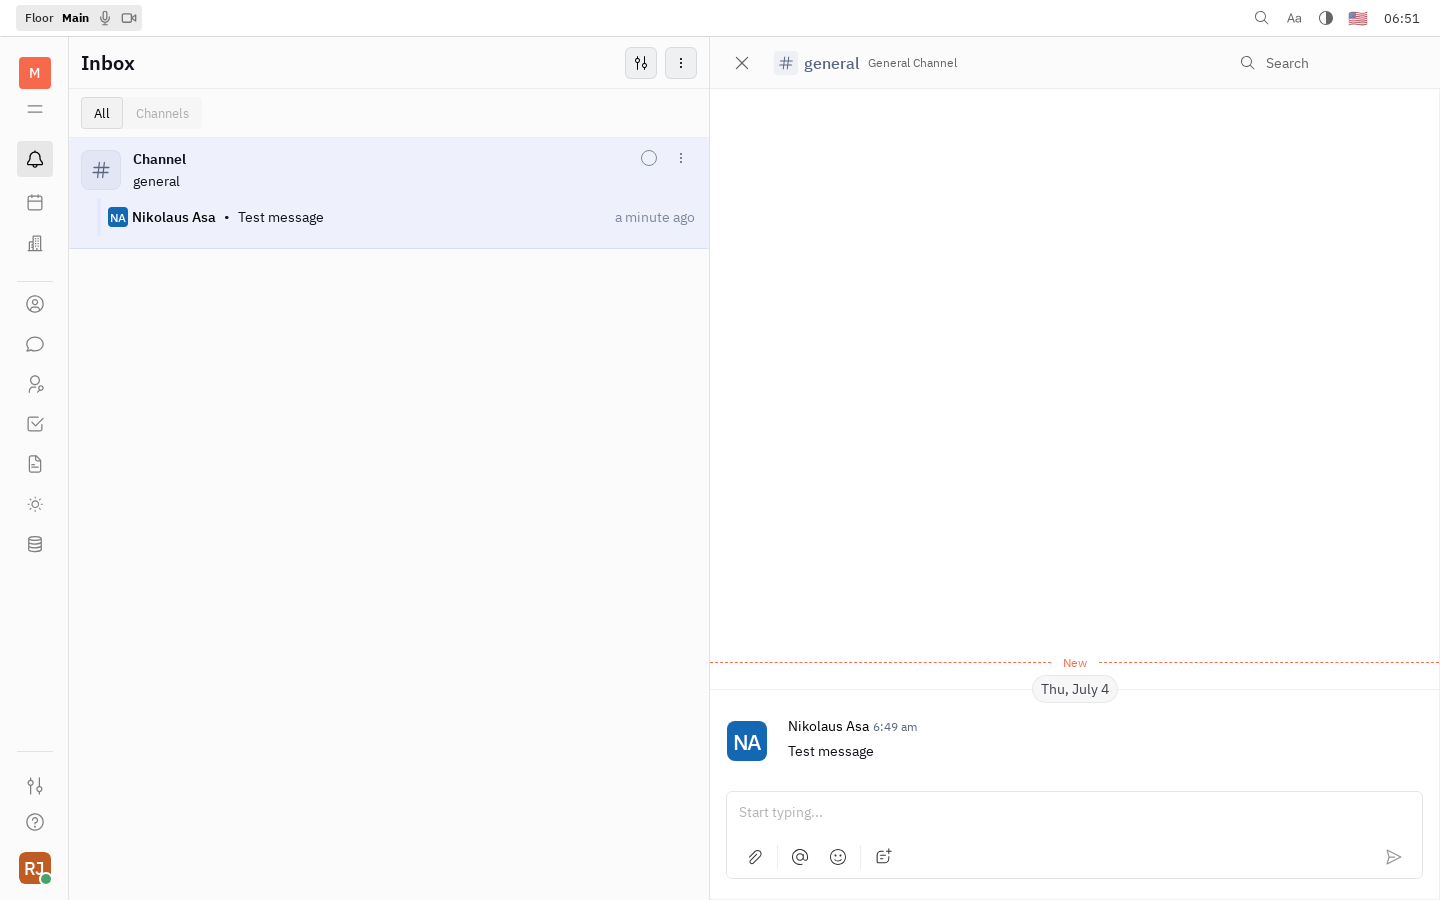 Floor Main
Aa
06:51
M
Inbox
general General Channel
Search
All Channels
Channel
general
NA Nikolaus Asa • Test message a minute ago
New
Thu, July 4
NA
Nikolaus Asa 6:49 am
Test message
Start typing...
RJ